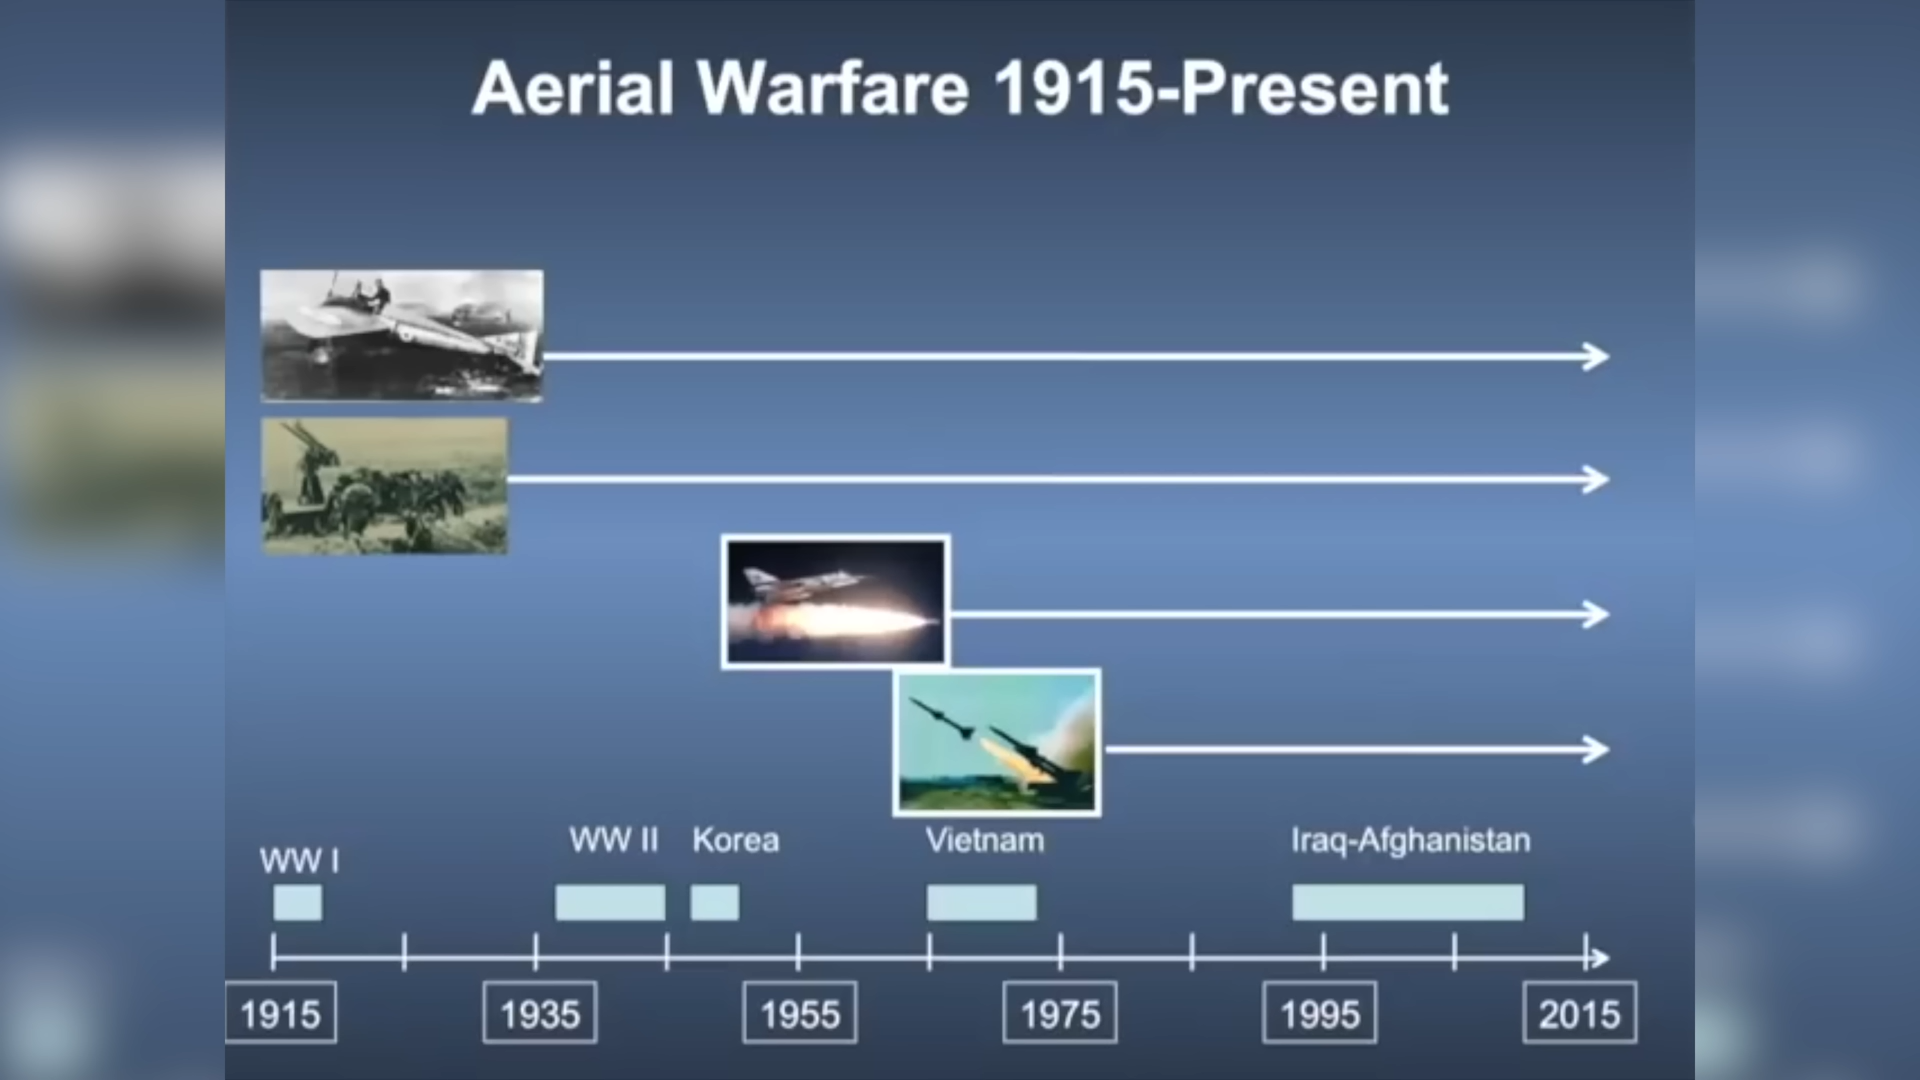 Aerial Warfare 1915-Present
WW I
WW II
Korea
Vietnam
Iraq-Afghanistan
1915
1935
1955
1975
1995
2015